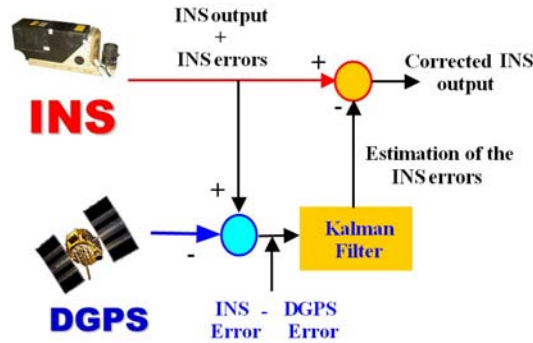 INS output
+
INS errors
+
Corrected INS
output
-
INS
Estimation of the
INS errors
+
Kalman
Filter
-
DGPS
INS - DGPS
Error Error